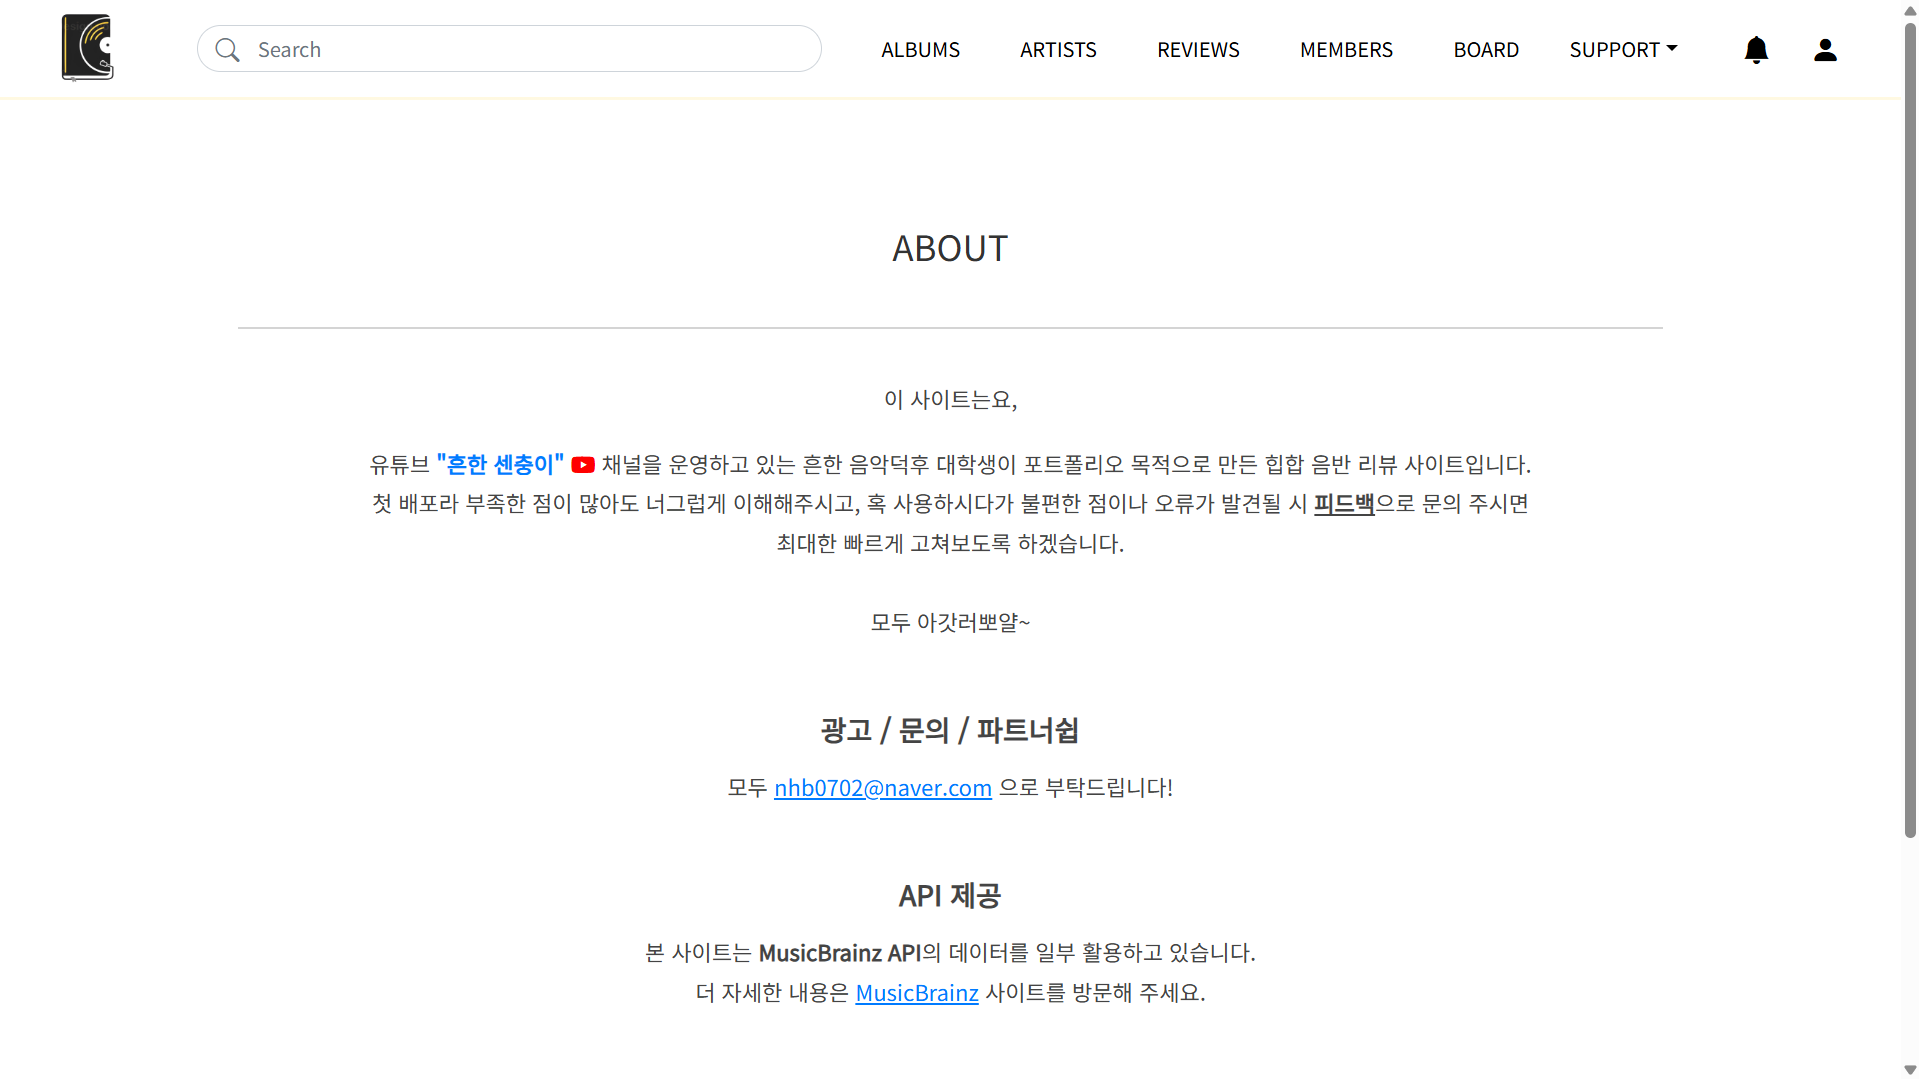 Search
ALBUMS
ARTISTS
REVIEWS
MEMBERS
BOARD
SUPPORT
ABOUT
이 사이트는요,
유튜브 "흔한 센충이" 채널을 운영하고 있는 흔한 음악덕후 대학생이 포트폴리오 목적으로 만든 힙합 음반 리뷰 사이트입니다.
첫 배포라 부족한 점이 많아도 너그럽게 이해해주시고, 혹 사용하시다가 불편한 점이나 오류가 발견될 시 피드백으로 문의 주시면
최대한 빠르게 고쳐보도록 하겠습니다.
모두 아갓러뽀얄~
광고 / 문의 / 파트너쉽
모두 nhb0702@naver.com 으로 부탁드립니다!
API 제공
본 사이트는 MusicBrainz API의 데이터를 일부 활용하고 있습니다.
더 자세한 내용은 MusicBrainz 사이트를 방문해 주세요.